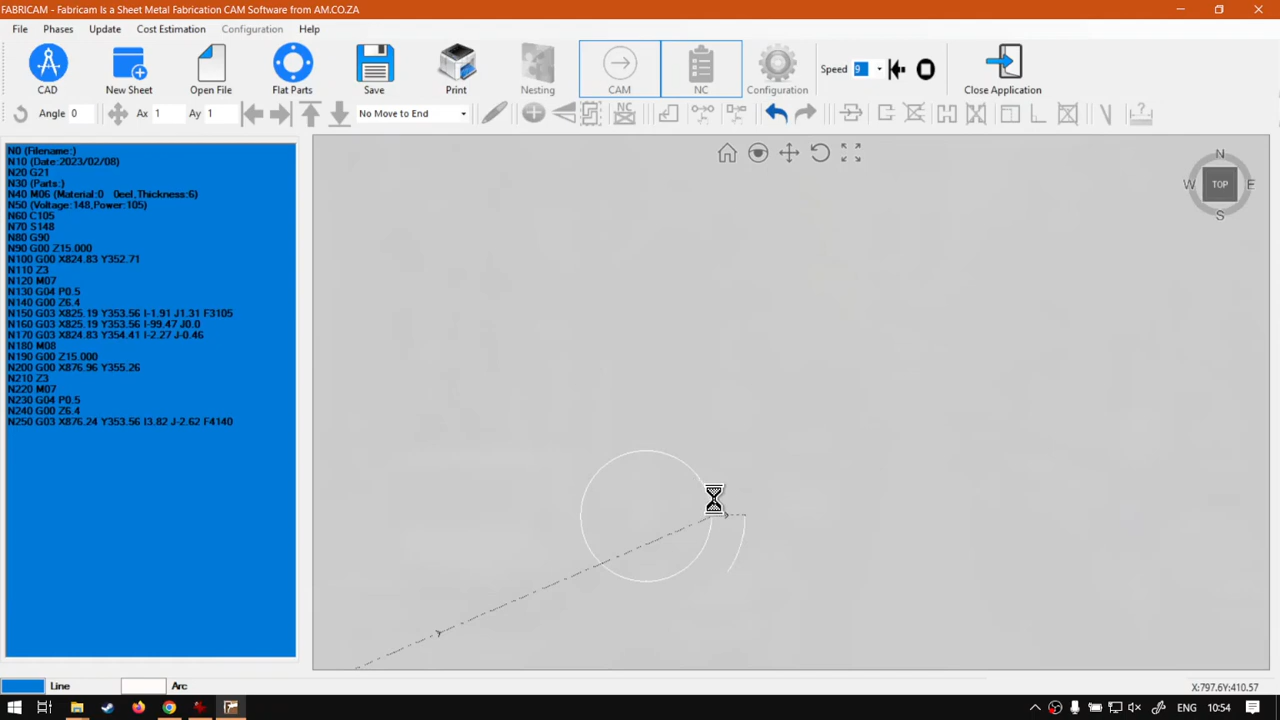 FABRICAM - Fabricam Is a Sheet Metal Fabrication CAM Software from AM.CO.ZA
File Phases Update Cost Estimation Configuration Help
CAD New Sheet Open File Flat Parts Save Print Nesting CAM NC Configuration Speed 9 Close Application
Angle 0 Ax 1 Ay 1 No Move to End NC
N0 (Filename:)
N10 (Date:2023/02/08)
N20 G21
N30 (Parts:)
N40 M06 (Material:0 0eel,Thickness:6)
N50 (Voltage:148,Power:105)
N60 C105
N70 S148
N80 G90
N90 G00 Z15.000
N100 G00 X824.83 Y352.71
N110 Z3
N120 M07
N130 G04 P0.5
N140 G00 Z6.4
N150 G03 X825.19 Y353.56 I-1.91 J1.31 F3105
N160 G03 X825.19 Y353.56 I-99.47 J0.0
N170 G03 X824.83 Y354.41 I-2.27 J-0.46
N180 M08
N190 G00 Z15.000
N200 G00 X876.96 Y355.26
N210 Z3
N220 M07
N230 G04 P0.5
N240 G00 Z6.4
N250 G03 X876.24 Y353.56 I3.82 J-2.62 F4140
N
W TOP E
S
Line Arc X:797.6Y:410.57
ENG 10:54